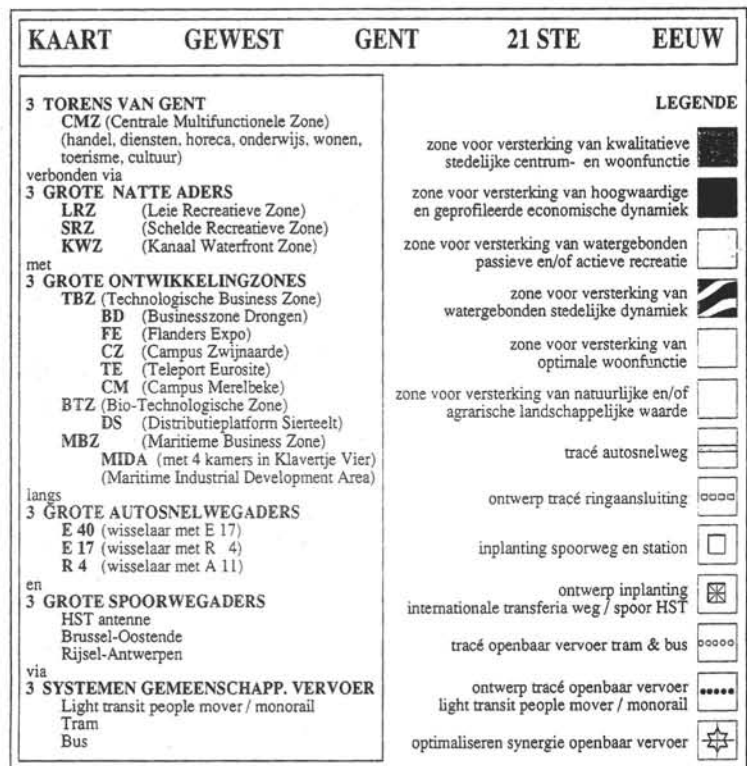 KAART GEWEST GENT 21 STE EEUW
3 TORENS VAN GENT
CMZ (Centrale Multifunctionele Zone)
(handel, diensten, horeca, onderwijs, wonen,
toerisme, cultuur)
verbonden via
3 GROTE NATTE ADERS
LRZ (Leie Recreatieve Zone)
SRZ (Schelde Recreatieve Zone)
KWZ (Kanaal Waterfront Zone)
met
3 GROTE ONTWIKKELINGZONES
TBZ (Technologische Business Zone)
BD (Businesszone Drongen)
FE (Flanders Expo)
CZ (Campus Zwijnaarde)
TE (Teleport Eurosite)
CM (Campus Merelbeke)
BTZ (Bio-Technologische Zone)
DS (Distributieplatform Sierteelt)
MBZ (Maritieme Business Zone)
MIDA (met 4 kamers in Klavertje Vier)
(Maritime Industrial Development Area)
langs
3 GROTE AUTOSNELWEGADERS
E 40 (wisselaar met E 17)
E 17 (wisselaar met R 4)
R 4 (wisselaar met A 11)
en
3 GROTE SPOORWEGADERS
HST antenne
Brussel-Oostende
Rijsel-Antwerpen
via
3 SYSTEMEN GEMEENSCHAPP. VERVOER
Light transit people mover / monorail
Tram
Bus
LEGENDE
zone voor versterking van kwalitatieve
stedelijke centrum- en woonfunctie
zone voor versterking van hoogwaardige
en geprofileerde economische dynamiek
zone voor versterking van watergebonden
passieve en/of actieve recreatie
zone voor versterking van
watergebonden stedelijke dynamiek
zone voor versterking van
optimale woonfunctie
zone voor versterking van natuurlijke en/of
agrarische landschappelijke waarde
tracé autosnelweg
ontwerp tracé ringaansluiting
inplanting spoorweg en station
ontwerp inplanting
internationale transferia weg / spoor HST
tracé openbaar vervoer tram & bus
ontwerp tracé openbaar vervoer
light transit people mover / monorail
optimaliseren synergie openbaar vervoer